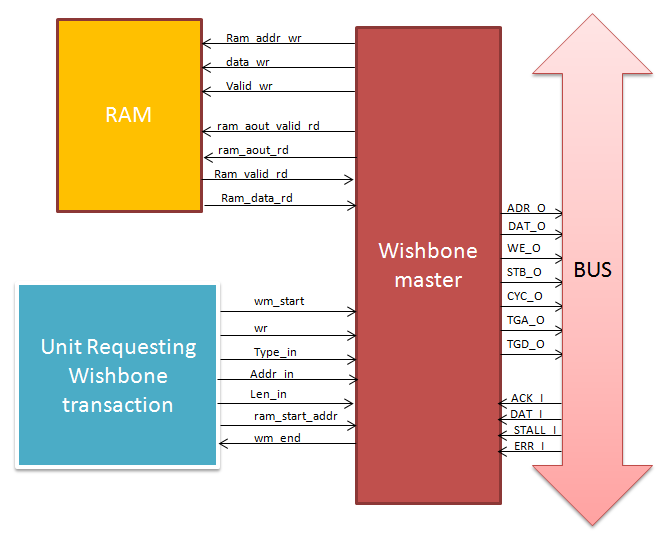 Ram_addr_wr
data_wr
Valid_wr
RAM
ram_aout_valid_rd
ram_aout_rd
Ram_valid_rd
Ram_data_rd
Wishbone
master
ADR_O
DAT_O
WE_O
STB_O
CYC_O
TGA_O
TGD_O
BUS
ACK_I
DAT_I
STALL_I
ERR_I
Unit Requesting
Wishbone
transaction
wm_start
wr
Type_in
Addr_in
Len_in
ram_start_addr
wm_end